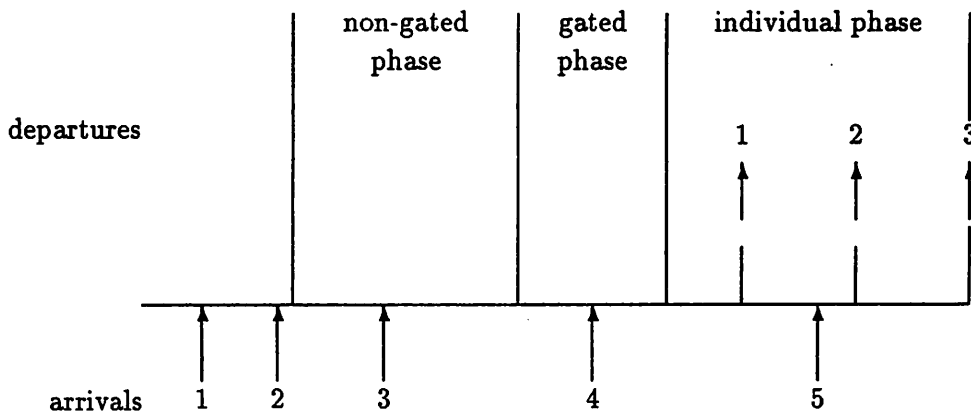 non-gated gated individual phase
phase phase
departures 1 2 3
arrivals 1 2 3 4 5